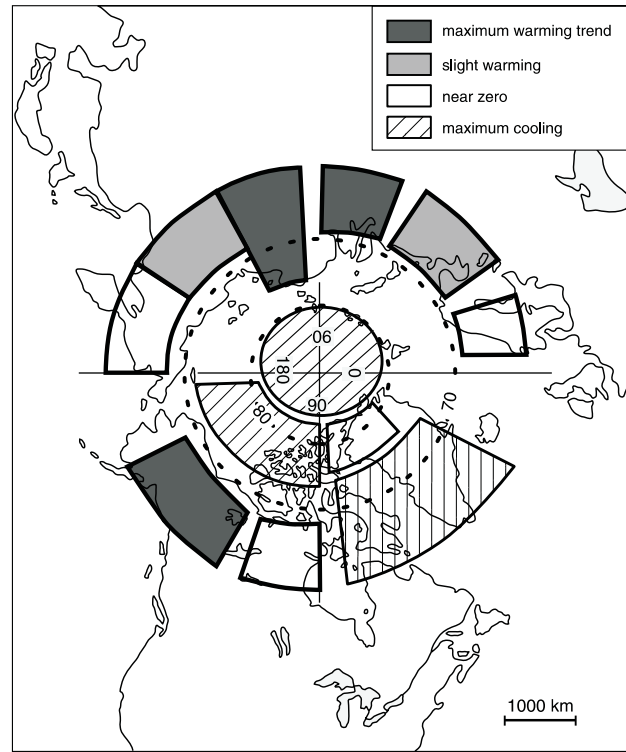 maximum warming trend
slight warming
near zero
maximum cooling
90
180
0
90
80
70
1000 km